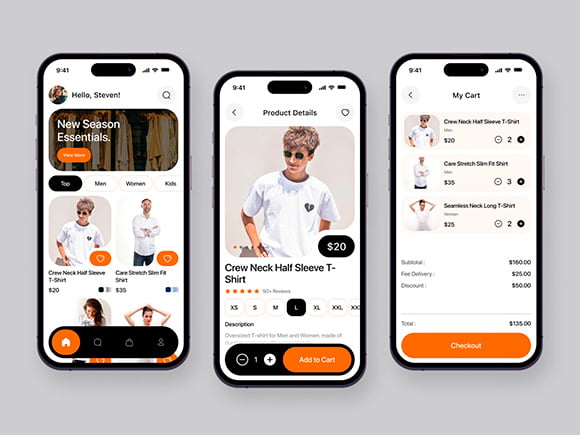 9:41
Hello, Steven!
New Season
Essentials.
View More
Top
Men
Women
Kids
Crew Neck Half Sleeve
T-Shirt
$20
Care Stretch Slim Fit
Shirt
$35
9:41
Product Details
$20
Crew Neck Half Sleeve T-
Shirt
50+ Reviews
XS
S
M
L
XL
XXL
Description
Oversized T-shirt for Men and Women, made of
1
Add to Cart
9:41
My Cart
Crew Neck Half Sleeve T-Shirt
Men
$20
2
Care Stretch Slim Fit Shirt
Men
$35
3
Seamless Neck Long T-Shirt
Women
$25
2
Subtotal :
$160.00
Fee Delivery :
$25.00
Discount :
$50.00
Total :
$135.00
Checkout